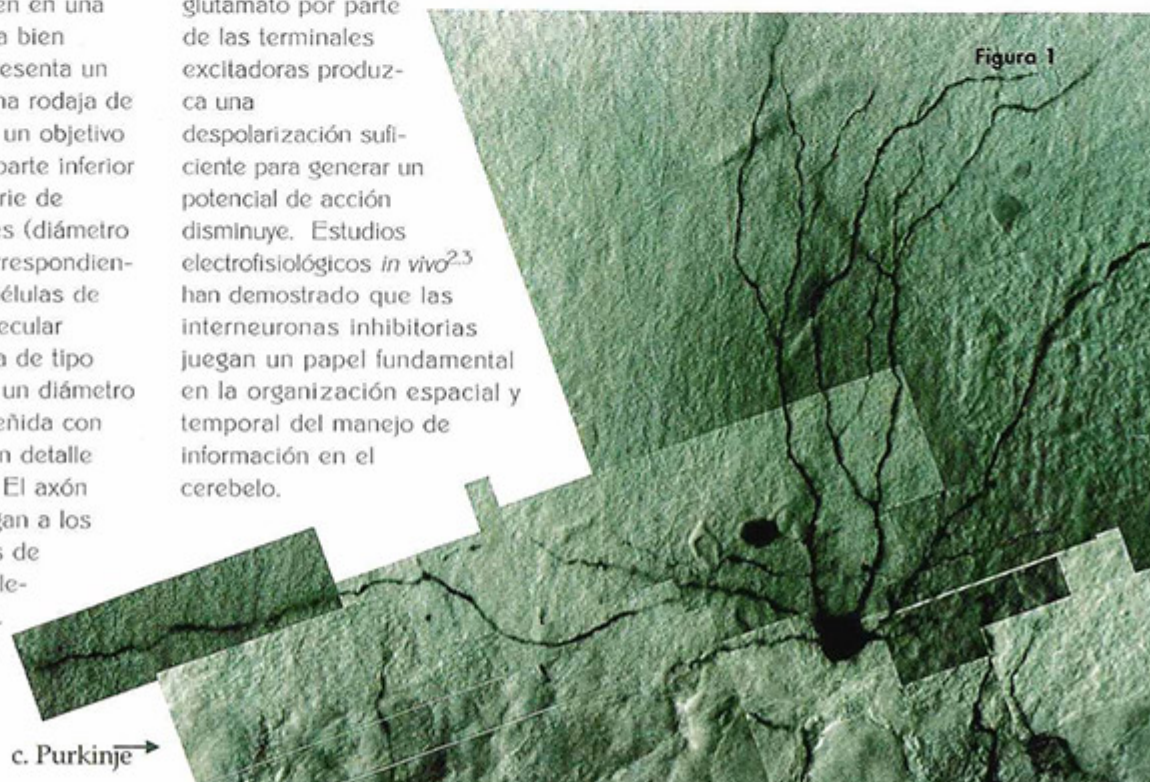 en en una
a bien
esenta un
na rodaja de
un objetivo
parte inferior
rie de
s (diámetro
rrespondien-
élulas de
ecular
a de tipo
un diámetro
eñida con
n detalle
El axón
gan a los
s de
le-
glutamato por parte
de las terminales
excitadoras produz-
ca una
despolarización sufi-
ciente para generar un
potencial de acción
disminuye. Estudios
electrofisiológicos in vivo2,3
han demostrado que las
interneuronas inhibitorias
juegan un papel fundamental
en la organización espacial y
temporal del manejo de
información en el
cerebelo.
Figura 1
c. Purkinje